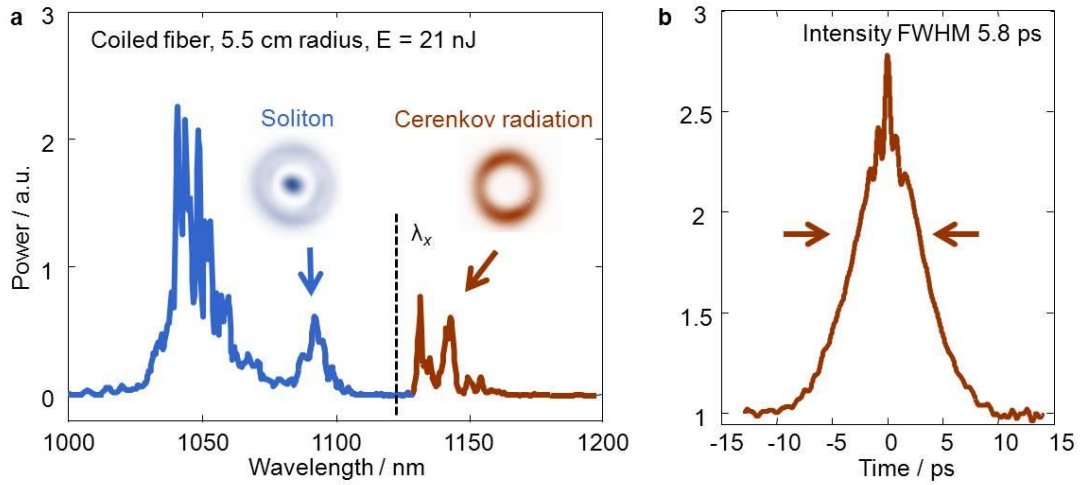 a
3
2
1
0
Power / a.u.
Coiled fiber, 5.5 cm radius, E = 21 nJ
Soliton
Cerenkov radiation
λx
1000
1050
1100
1150
1200
Wavelength / nm
b
3
2.5
2
1.5
1
Intensity FWHM 5.8 ps
-15
-10
-5
0
5
10
15
Time / ps